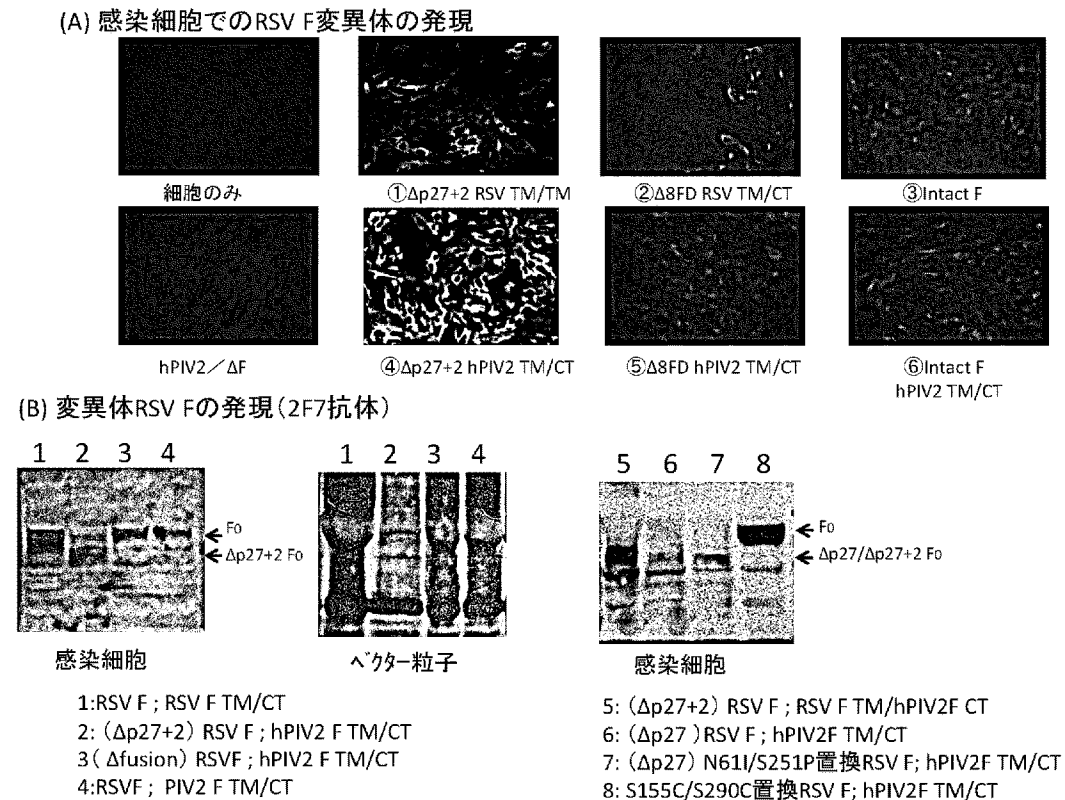 (A) 感染細胞でのRSV F変異体の発現
細胞のみ
①Δp27+2 RSV TM/TM
②Δ8FD RSV TM/CT
③Intact F
hPIV2／ΔF
④Δp27+2 hPIV2 TM/CT
⑤Δ8FD hPIV2 TM/CT
⑥Intact F
hPIV2 TM/CT
(B) 変異体RSV Fの発現（2F7抗体）
1 2 3 4
1 2 3 4
5 6 7 8
Fo
Δp27+2 Fo
Fo
Δp27/Δp27+2 Fo
感染細胞
ベクター粒子
感染細胞
1:RSV F ; RSV F TM/CT
2:（Δp27+2） RSV F ; hPIV2 F TM/CT
3( Δfusion) RSVF ; hPIV2 F TM/CT
4:RSVF ; PIV2 F TM/CT
5:（Δp27+2） RSV F ; RSV F TM/hPIV2F CT
6:（Δp27 ）RSV F ; hPIV2F TM/CT
7:（Δp27） N61I/S251P置換RSV F; hPIV2F TM/CT
8: S155C/S290C置換RSV F; hPIV2F TM/CT